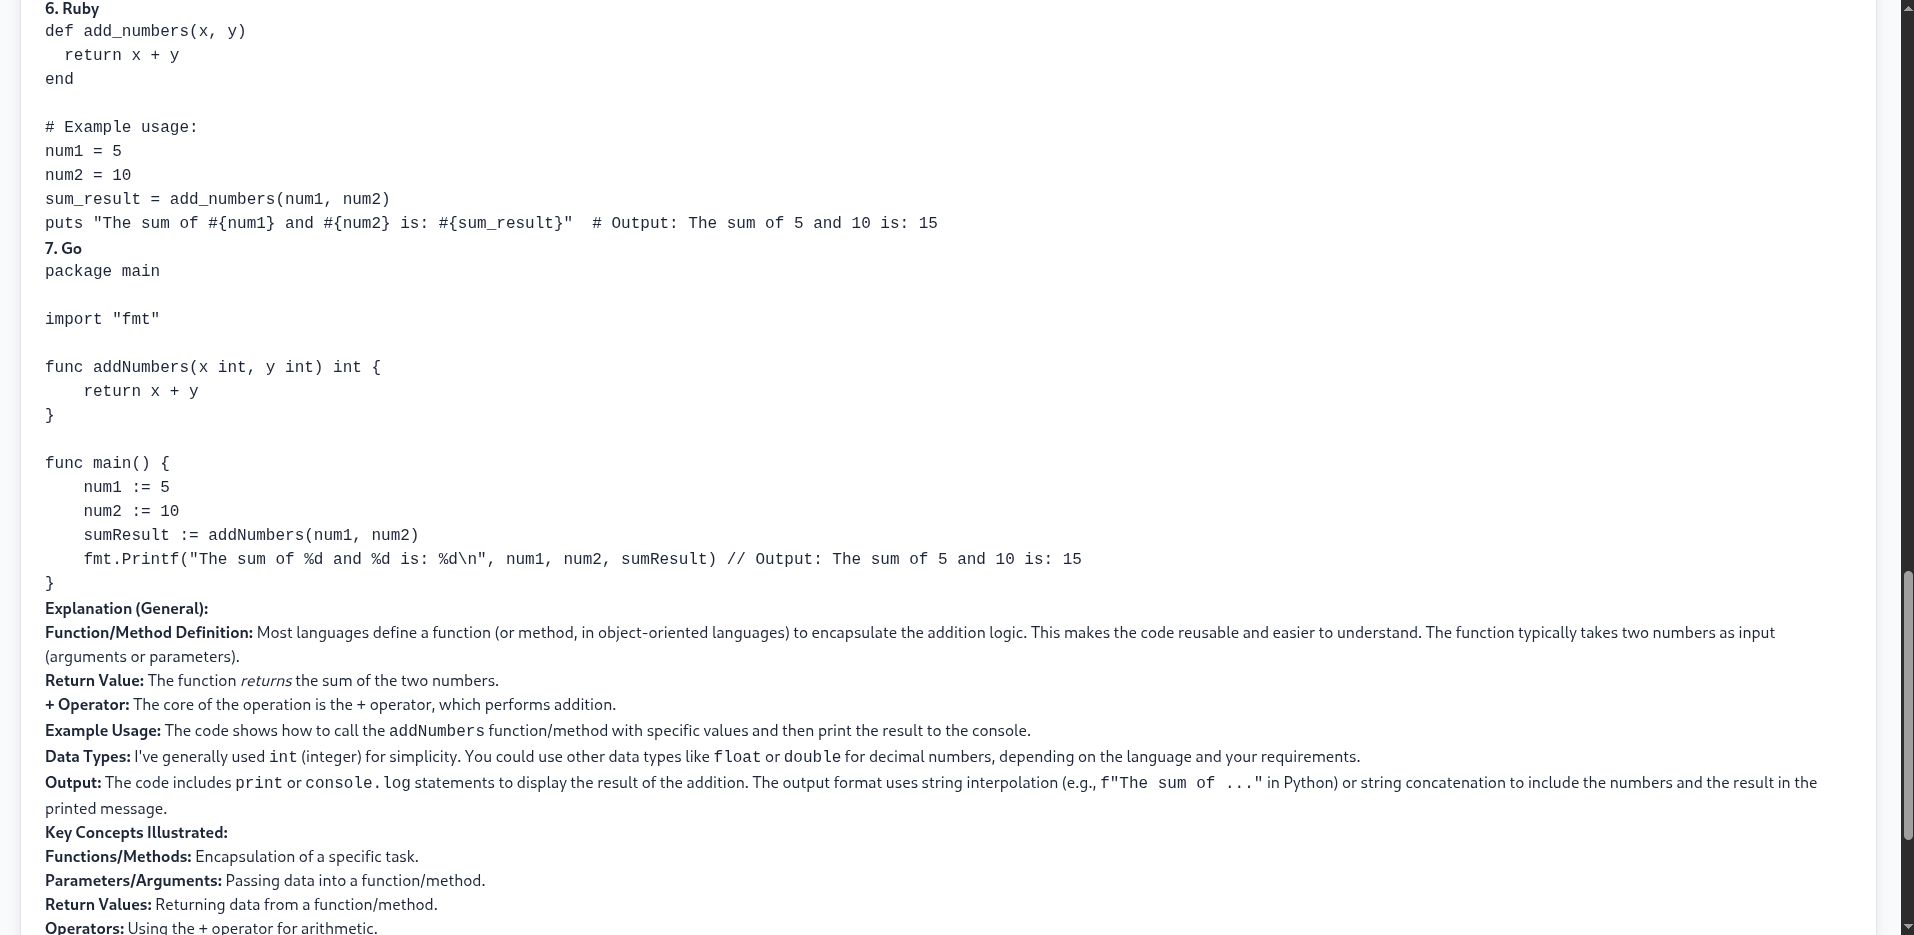 6. Ruby
def add_numbers(x, y)
  return x + y
end

# Example usage:
num1 = 5
num2 = 10
sum_result = add_numbers(num1, num2)
puts "The sum of #{num1} and #{num2} is: #{sum_result}"  # Output: The sum of 5 and 10 is: 15
7. Go
package main

import "fmt"

func addNumbers(x int, y int) int {
    return x + y
}

func main() {
    num1 := 5
    num2 := 10
    sumResult := addNumbers(num1, num2)
    fmt.Printf("The sum of %d and %d is: %d\n", num1, num2, sumResult) // Output: The sum of 5 and 10 is: 15
}
Explanation (General):
Function/Method Definition: Most languages define a function (or method, in object-oriented languages) to encapsulate the addition logic. This makes the code reusable and easier to understand. The function typically takes two numbers as input
(arguments or parameters).
Return Value: The function returns the sum of the two numbers.
+ Operator: The core of the operation is the + operator, which performs addition.
Example Usage: The code shows how to call the addNumbers function/method with specific values and then print the result to the console.
Data Types: I've generally used int (integer) for simplicity. You could use other data types like float or double for decimal numbers, depending on the language and your requirements.
Output: The code includes print or console.log statements to display the result of the addition. The output format uses string interpolation (e.g., f"The sum of ..." in Python) or string concatenation to include the numbers and the result in the
printed message.
Key Concepts Illustrated:
Functions/Methods: Encapsulation of a specific task.
Parameters/Arguments: Passing data into a function/method.
Return Values: Returning data from a function/method.
Operators: Using the + operator for arithmetic.